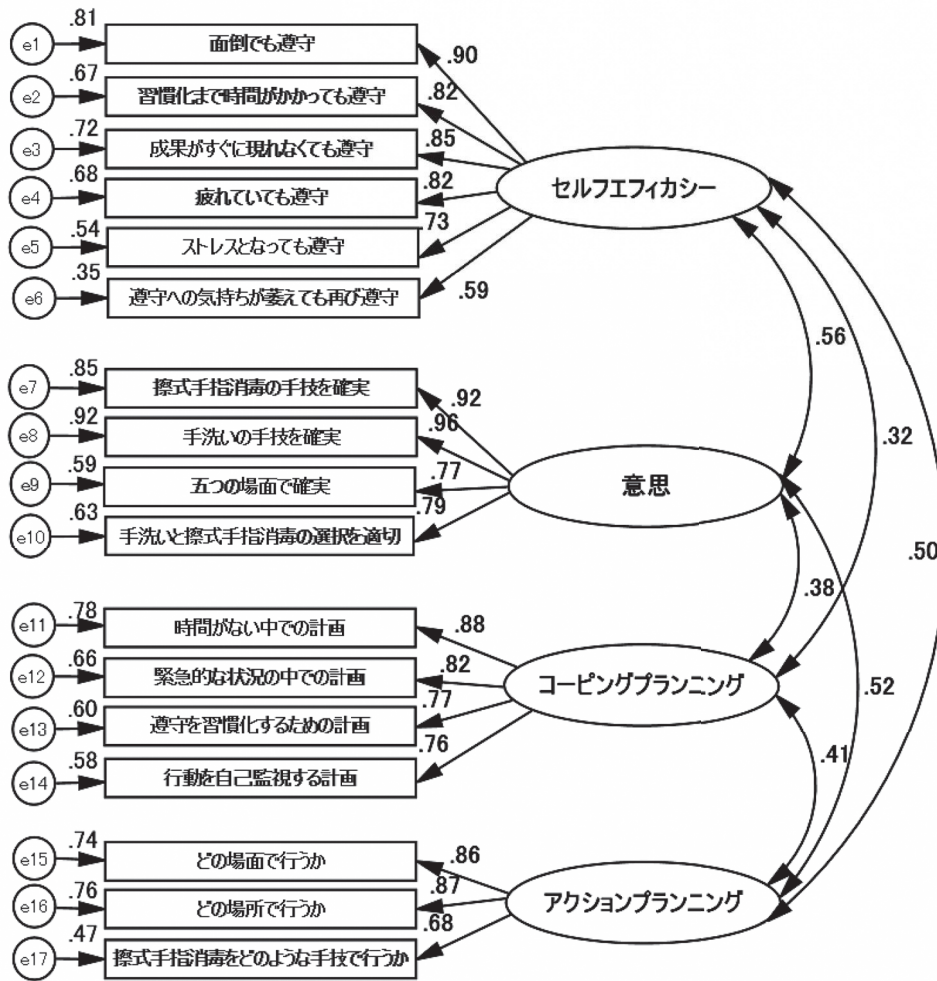 .81
e1 面倒でも遵守 .90
.67
e2 習慣化まで時間がかかっても遵守 .82
.72
e3 成果がすぐに現れなくても遵守 .85
.68
e4 疲れていても遵守 .82
.54
e5 ストレスとなっても遵守 .73
.35
e6 遵守への気持ちが萎えても再び遵守 .59
セルフエフィカシー
.56
.85
e7 擦式手指消毒の手技を確実 .92
.92
e8 手洗いの手技を確実 .96
.59
e9 五つの場面で確実 .77
.63
e10 手洗いと擦式手指消毒の選択を適切 .79
意思
.32
.50
.38
.78
e11 時間がない中での計画 .88
.66
e12 緊急的な状況の中での計画 .82
.60
e13 遵守を習慣化するための計画 .77
.58
e14 行動を自己監視する計画 .76
コーピングプランニング
.52
.41
.74
e15 どの場面で行うか .86
.76
e16 どの場所で行うか .87
.47
e17 擦式手指消毒をどのような手技で行うか .68
アクションプランニング